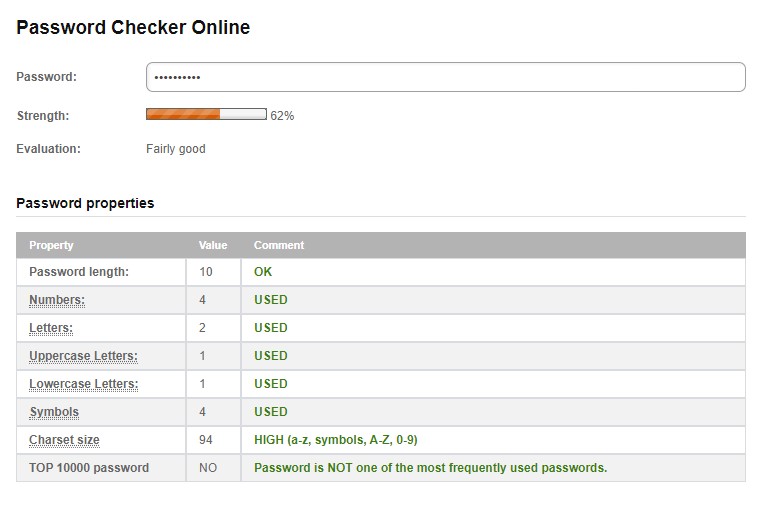 Password Checker Online
Password: ••••••••••
Strength: 62%
Evaluation: Fairly good
Password properties
Property Value Comment
Password length: 10 OK
Numbers: 4 USED
Letters: 2 USED
Uppercase Letters: 1 USED
Lowercase Letters: 1 USED
Symbols 4 USED
Charset size 94 HIGH (a-z, symbols, A-Z, 0-9)
TOP 10000 password NO Password is NOT one of the most frequently used passwords.